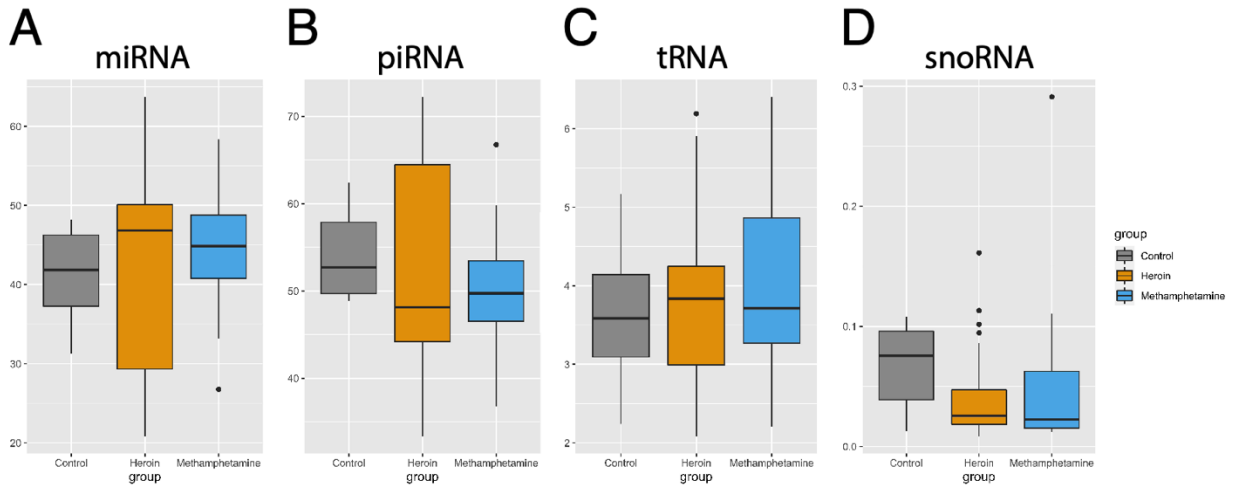 A
miRNA
60
50
40
30
20
Control
Heroin
Methamphetamine
group
B
piRNA
70
60
50
40
Control
Heroin
Methamphetamine
group
C
tRNA
6
5
4
3
2
Control
Heroin
Methamphetamine
group
D
snoRNA
0.3
0.2
0.1
0.0
Control
Heroin
Methamphetamine
group
group
Control
Heroin
Methamphetamine